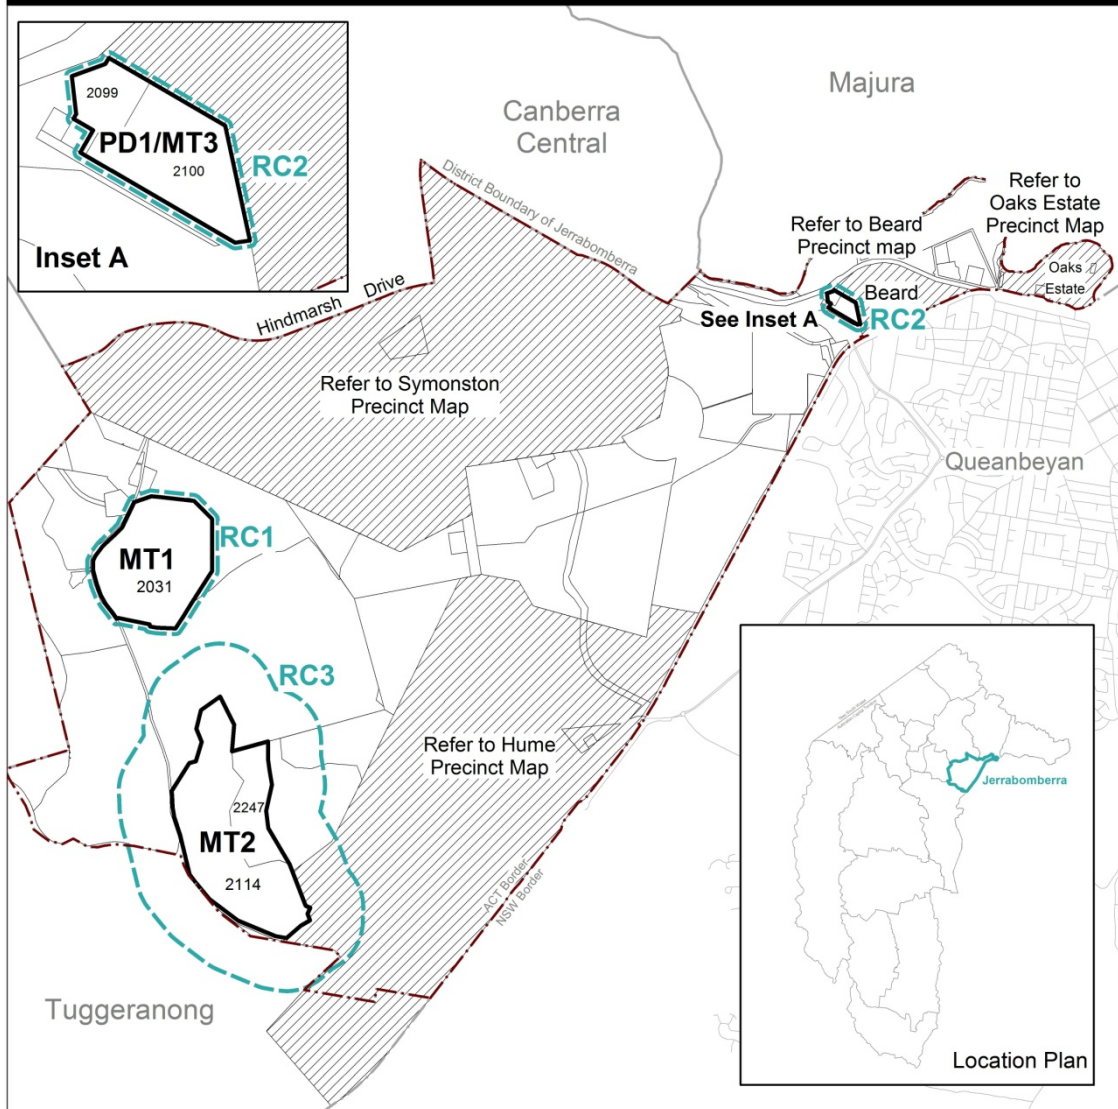 2099
PD1/MT3
2100
RC2
Inset A
Canberra
Central
Majura
District Boundary of Jerrabomberra
Hindmarsh Drive
Refer to
Oaks Estate
Precinct Map
Refer to Beard
Precinct map
Oaks
Estate
Beard
See Inset A
RC2
Refer to Symonston
Precinct Map
Queanbeyan
RC1
MT1
2031
RC3
Refer to Hume
Precinct Map
2247
MT2
2114
ACT Border
NSW Border
Tuggeranong
Jerrabomberra
Location Plan